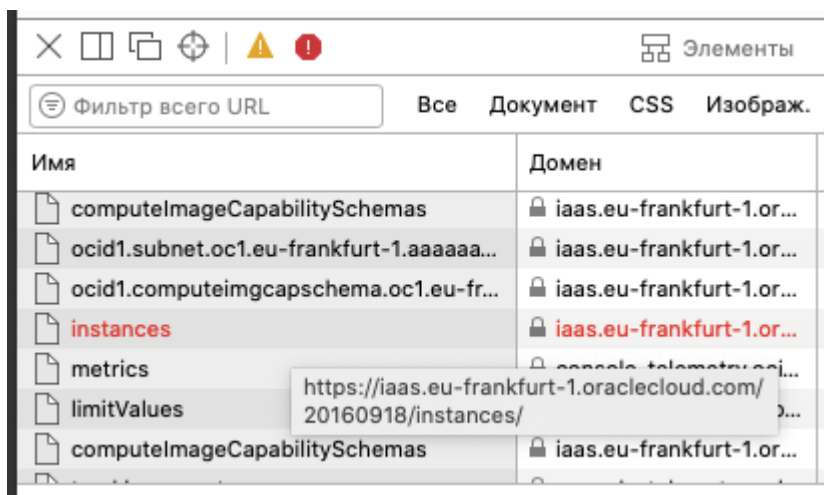 Элементы
Фильтр всего URL Все Документ CSS Изображ.
Имя Домен
computeImageCapabilitySchemas iaas.eu-frankfurt-1.or...
ocid1.subnet.oc1.eu-frankfurt-1.aaaaaa... iaas.eu-frankfurt-1.or...
ocid1.computeimgcapschema.oc1.eu-fr... iaas.eu-frankfurt-1.or...
instances iaas.eu-frankfurt-1.or...
metrics
https://iaas.eu-frankfurt-1.oraclecloud.com/
20160918/instances/
limitValues
computeImageCapabilitySchemas iaas.eu-frankfurt-1.or...